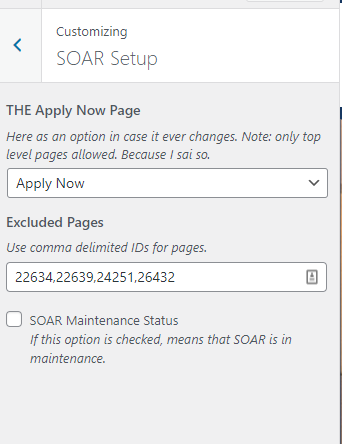 Customizing
SOAR Setup
THE Apply Now Page
Here as an option in case it ever changes. Note: only top
level pages allowed. Because I sai so.
Apply Now
Excluded Pages
Use comma delimited IDs for pages.
22634,22639,24251,26432
SOAR Maintenance Status
If this option is checked, means that SOAR is in
maintenance.